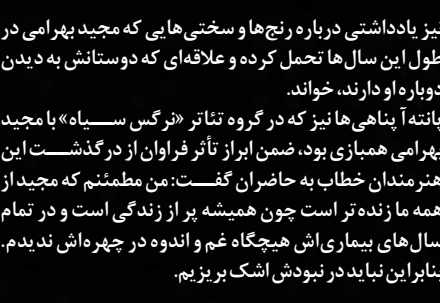 نیز یادداشتی درباره رنج‌ها و سختی‌هایی که مجید بهرامی در
طول این سال‌ها تحمل کرده و علاقه‌ای که دوستانش به دیدن
دوباره او دارند، خواند.
پانته‌آ پناهی‌ها نیز که در گروه تئاتر «نرگس ســـیاه» با مجید
بهرامی همبازی بود، ضمن ابراز تأثر فراوان از درگذشـــت این
هنرمندان خطاب به حاضران گفـــت: من مطمئنم که مجید از
همه ما زنده‌تر است چون همیشه پر از زندگی است و در تمام
سال‌های بیماری‌اش هیچگاه غم و اندوه در چهره‌اش ندیدم.
بنابراین نباید در نبودش اشک بریزیم.